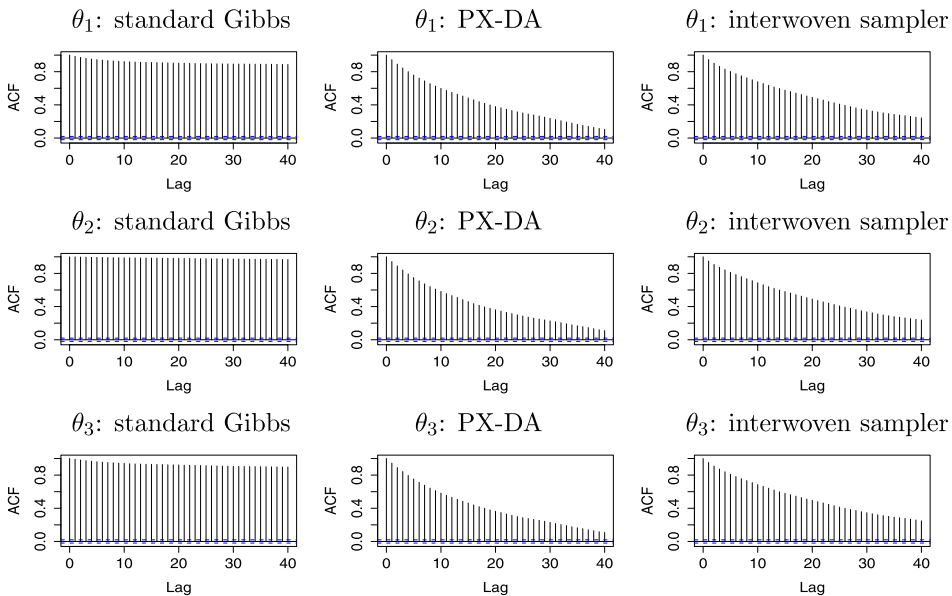 θ₁: standard Gibbs θ₁: PX-DA θ₁: interwoven sampler
ACF 0.0 0.4 0.8 ACF 0.0 0.4 0.8 ACF 0.0 0.4 0.8
0 10 20 30 40 0 10 20 30 40 0 10 20 30 40
Lag Lag Lag
θ₂: standard Gibbs θ₂: PX-DA θ₂: interwoven sampler
ACF 0.0 0.4 0.8 ACF 0.0 0.4 0.8 ACF 0.0 0.4 0.8
0 10 20 30 40 0 10 20 30 40 0 10 20 30 40
Lag Lag Lag
θ₃: standard Gibbs θ₃: PX-DA θ₃: interwoven sampler
ACF 0.0 0.4 0.8 ACF 0.0 0.4 0.8 ACF 0.0 0.4 0.8
0 10 20 30 40 0 10 20 30 40 0 10 20 30 40
Lag Lag Lag